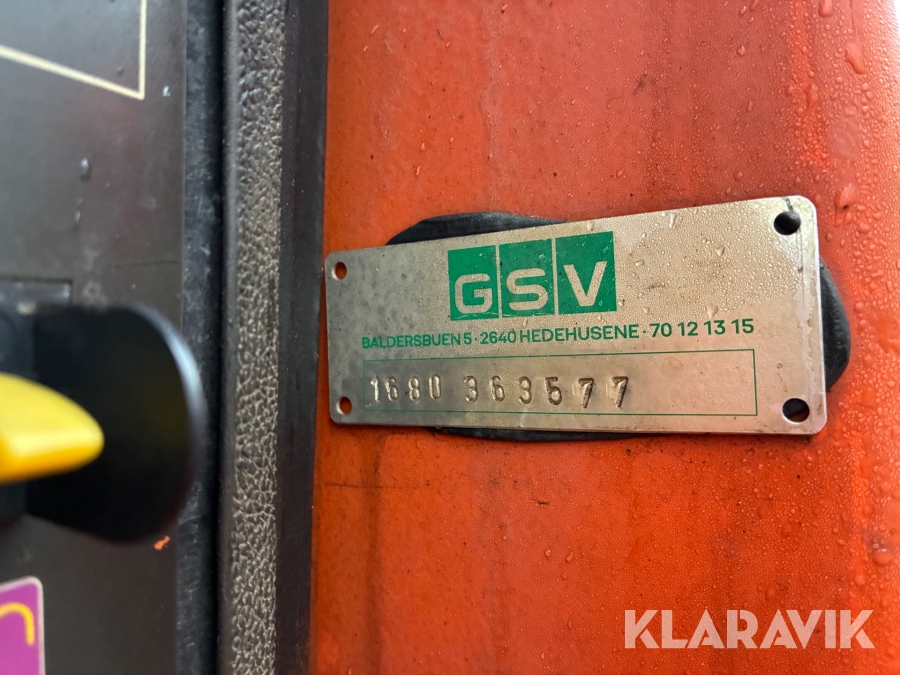 GSV
BALDERSBUEN 5 · 2640 HEDEHUSENE · 70 12 13 15
1680 363577
KLARAVIK